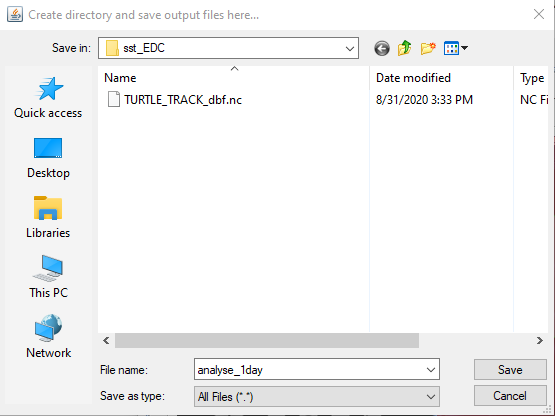 Create directory and save output files here...
Save in: sst_EDC
Name Date modified Type
TURTLE_TRACK_dbf.nc 8/31/2020 3:33 PM NC Fi
Quick access
Desktop
Libraries
This PC
Network
File name: analyse_1day Save
Save as type: All Files (*.*) Cancel